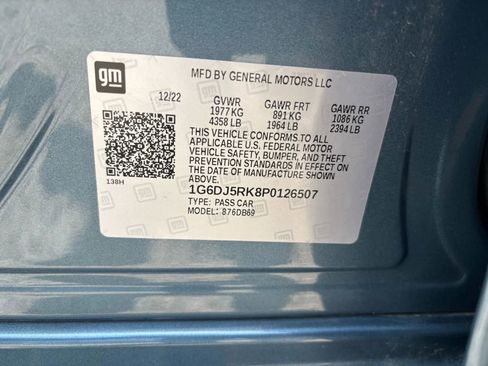 gm
MFD BY GENERAL MOTORS LLC
12/22 GVWR GAWR FRT GAWR RR
1977 KG 891 KG 1086 KG
4358 LB 1964 LB 2394 LB
THIS VEHICLE CONFORMS TO ALL
APPLICABLE U.S. FEDERAL MOTOR
VEHICLE SAFETY, BUMPER, AND THEFT
PREVENTION STANDARDS
IN EFFECT ON THE DATE OF MANUFACTURE SHOWN
ABOVE.
1G6DJ5RK8P0126507
TYPE: PASS CAR
MODEL: 876DB69
138H